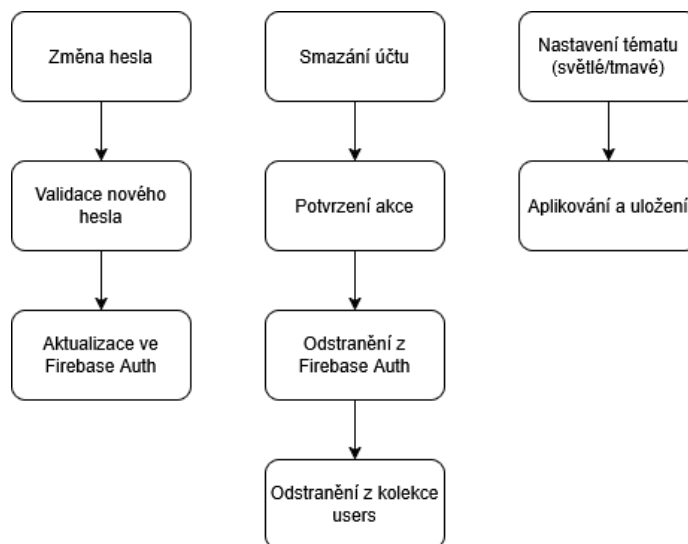 Změna hesla
Smazání účtu
Nastavení tématu
(světlé/tmavé)
Validace nového
hesla
Potvrzení akce
Aplikování a uložení
Aktualizace ve
Firebase Auth
Odstranění z
Firebase Auth
Odstranění z kolekce
users